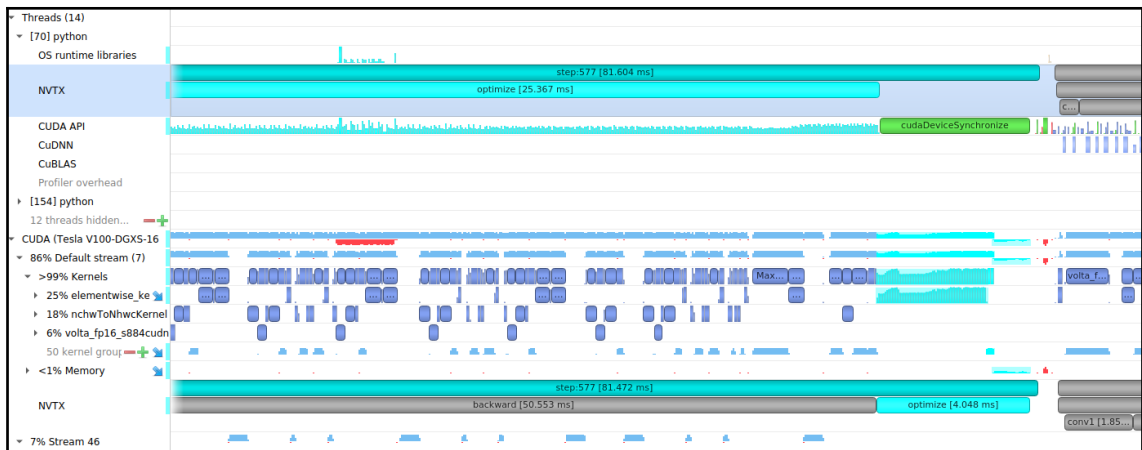 Threads (14)
[70] python
OS runtime libraries
step:577 [81.604 ms]
NVTX
optimize [25.367 ms]
c...
CUDA API
cudaDeviceSynchronize
CuDNN
CuBLAS
Profiler overhead
[154] python
12 threads hidden...
CUDA (Tesla V100-DGXS-16
86% Default stream (7)
>99% Kernels
... ... ... ... ... ... ... ... Max... ... volta_f... ...
25% elementwise_ke
... ... ... ... ... ... ... ...
18% nchwToNhwcKernel
6% volta_fp16_s884cudn
50 kernel group
<1% Memory
step:577 [81.472 ms]
NVTX
backward [50.553 ms]
optimize [4.048 ms]
conv1 [1.85...
7% Stream 46